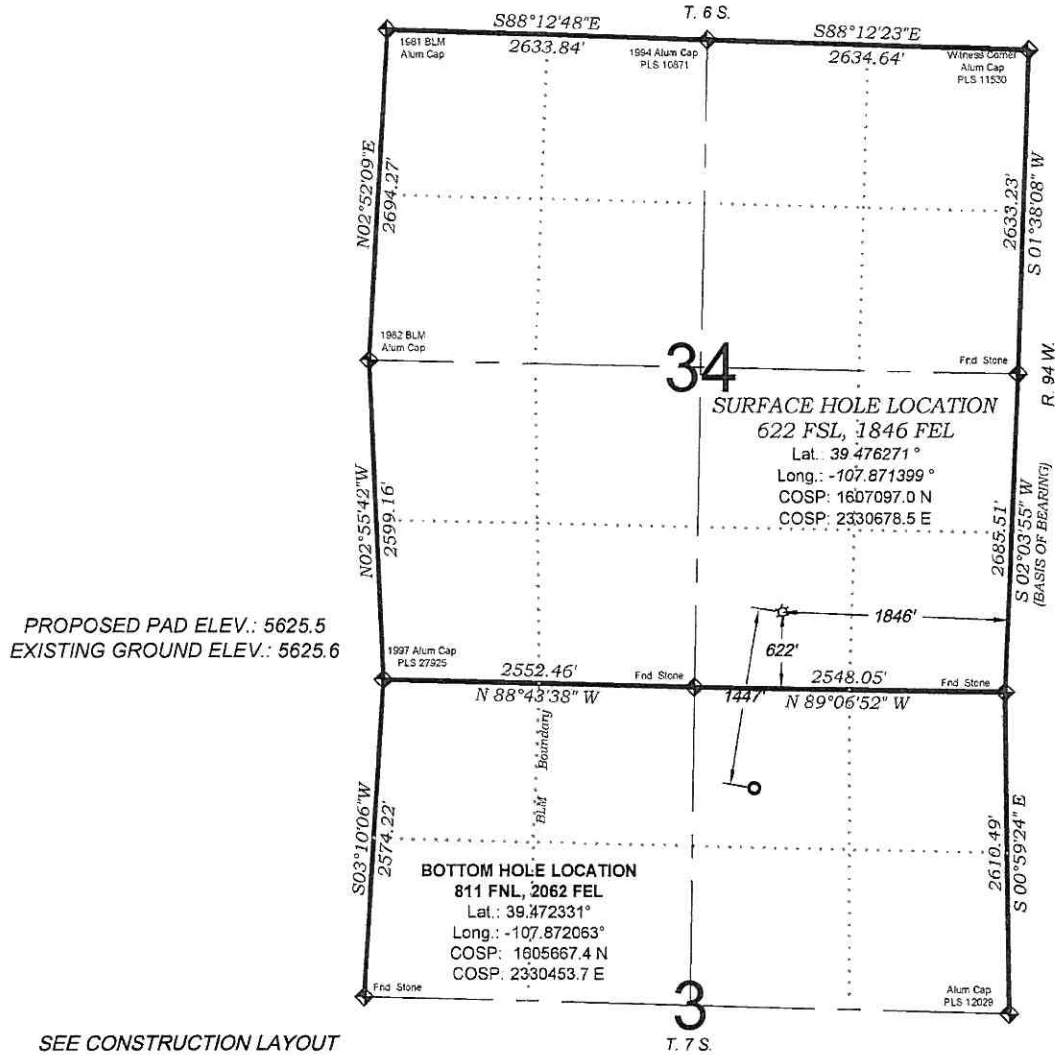 T. 6 S.
S88°12'48"E
2633.84'
S88°12'23"E
2634.64'
1981 BLM
Alum Cap
1994 Alum Cap
PLS 10871
Witness Corner
Alum Cap
PLS 11530
N02°52'09"E
2694.27'
2633.23'
S 01°38'08" W
1982 BLM
Alum Cap
34
Fnd Stone
R. 94 W.
SURFACE HOLE LOCATION
622 FSL, 1846 FEL
Lat.: 39.476271°
Long.: -107.871399°
COSP: 1607097.0 N
COSP: 2330678.5 E
N02°55'42"W
2599.16'
2685.51'
S 02°03'55" W
(BASIS OF BEARING)
1846'
622'
1447'
PROPOSED PAD ELEV.: 5625.5
EXISTING GROUND ELEV.: 5625.6
1997 Alum Cap
PLS 27925
2552.46'
N 88°43'38" W
Fnd Stone
2548.05'
N 89°06'52" W
Fnd Stone
BLM Boundary
S03°10'06"W
2574.22'
2610.49'
S 00°59'24" E
BOTTOM HOLE LOCATION
811 FNL, 2062 FEL
Lat.: 39.472331°
Long.: -107.872063°
COSP: 1605667.4 N
COSP: 2330453.7 E
Fnd Stone
3
Alum Cap
PLS 12029
SEE CONSTRUCTION LAYOUT
T. 7 S.